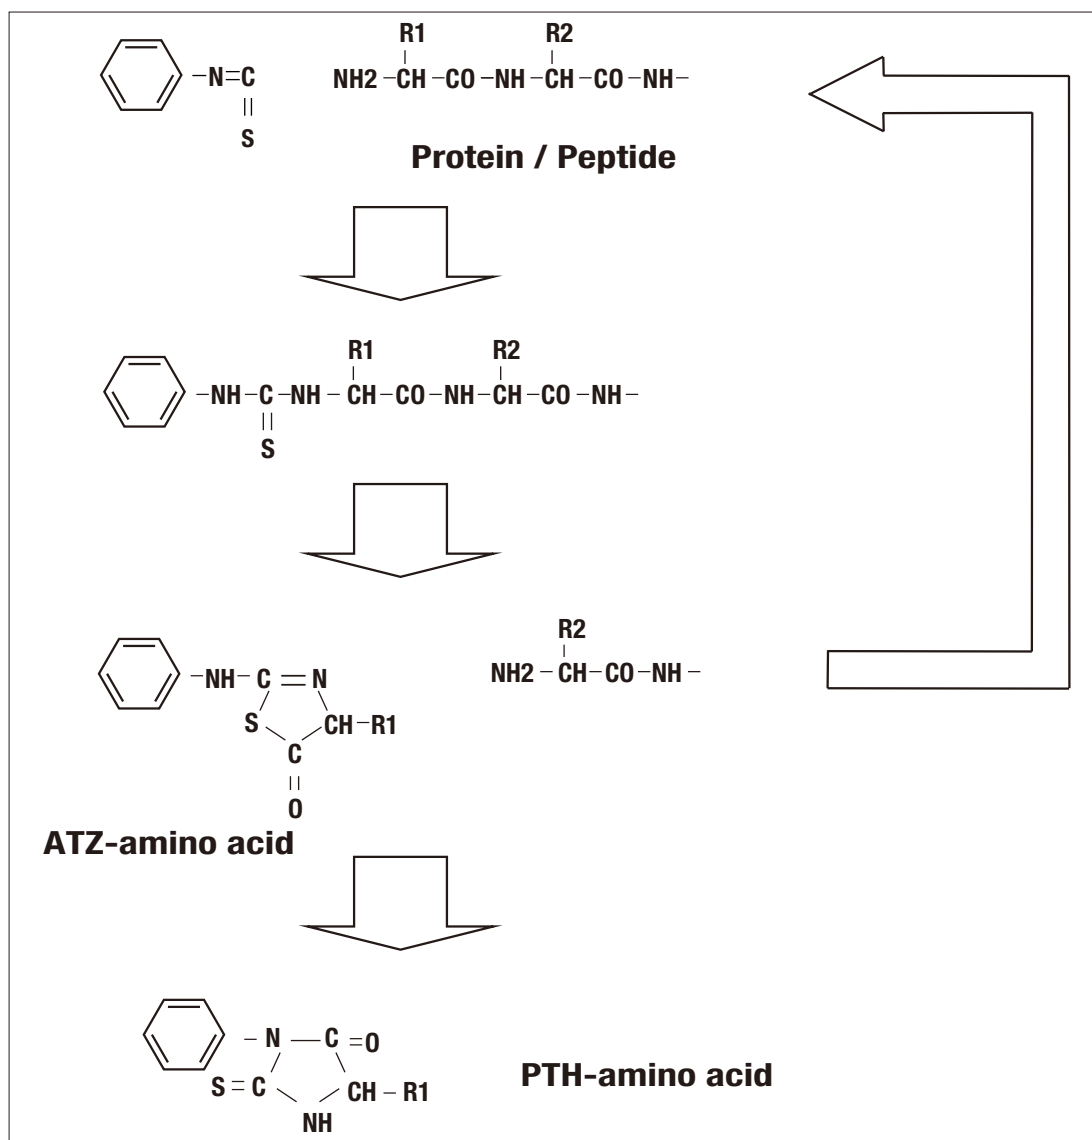 R1 R2
N=C NH2-CH-CO-NH-CH-CO-NH-
S
Protein / Peptide
R1 R2
-NH-C-NH-CH-CO-NH-CH-CO-NH-
S
R2
NH2-CH-CO-NH-
-NH-C=N
S CH-R1
C
O
ATZ-amino acid
-N-C=O
S=C CH-R1
NH
PTH-amino acid